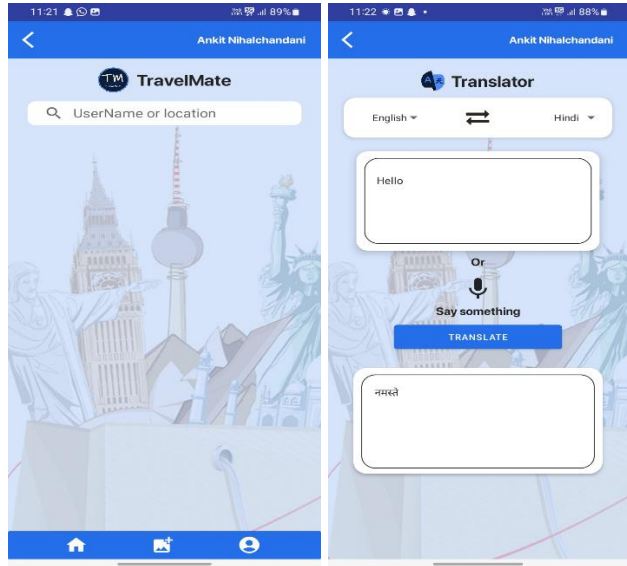 11:21 89%
Ankit Nihalchandani
TM TravelMate
UserName or location
11:22 88%
Ankit Nihalchandani
Translator
English Hindi
Hello
Or
Say something
TRANSLATE
नमस्ते